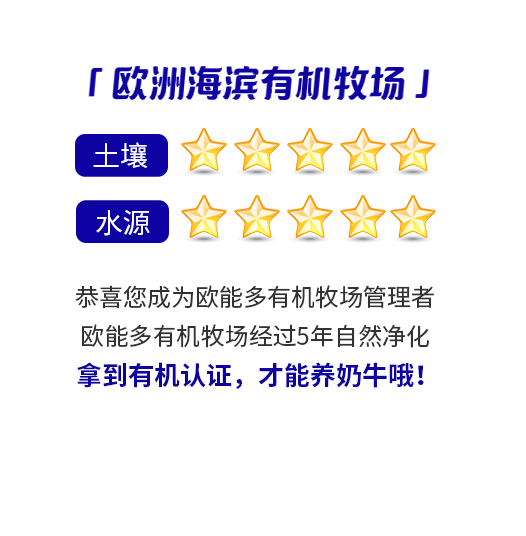 「欧洲海滨有机牧场」
土壤
水源
恭喜您成为欧能多有机牧场管理者
欧能多有机牧场经过5年自然净化
拿到有机认证，才能养奶牛哦！